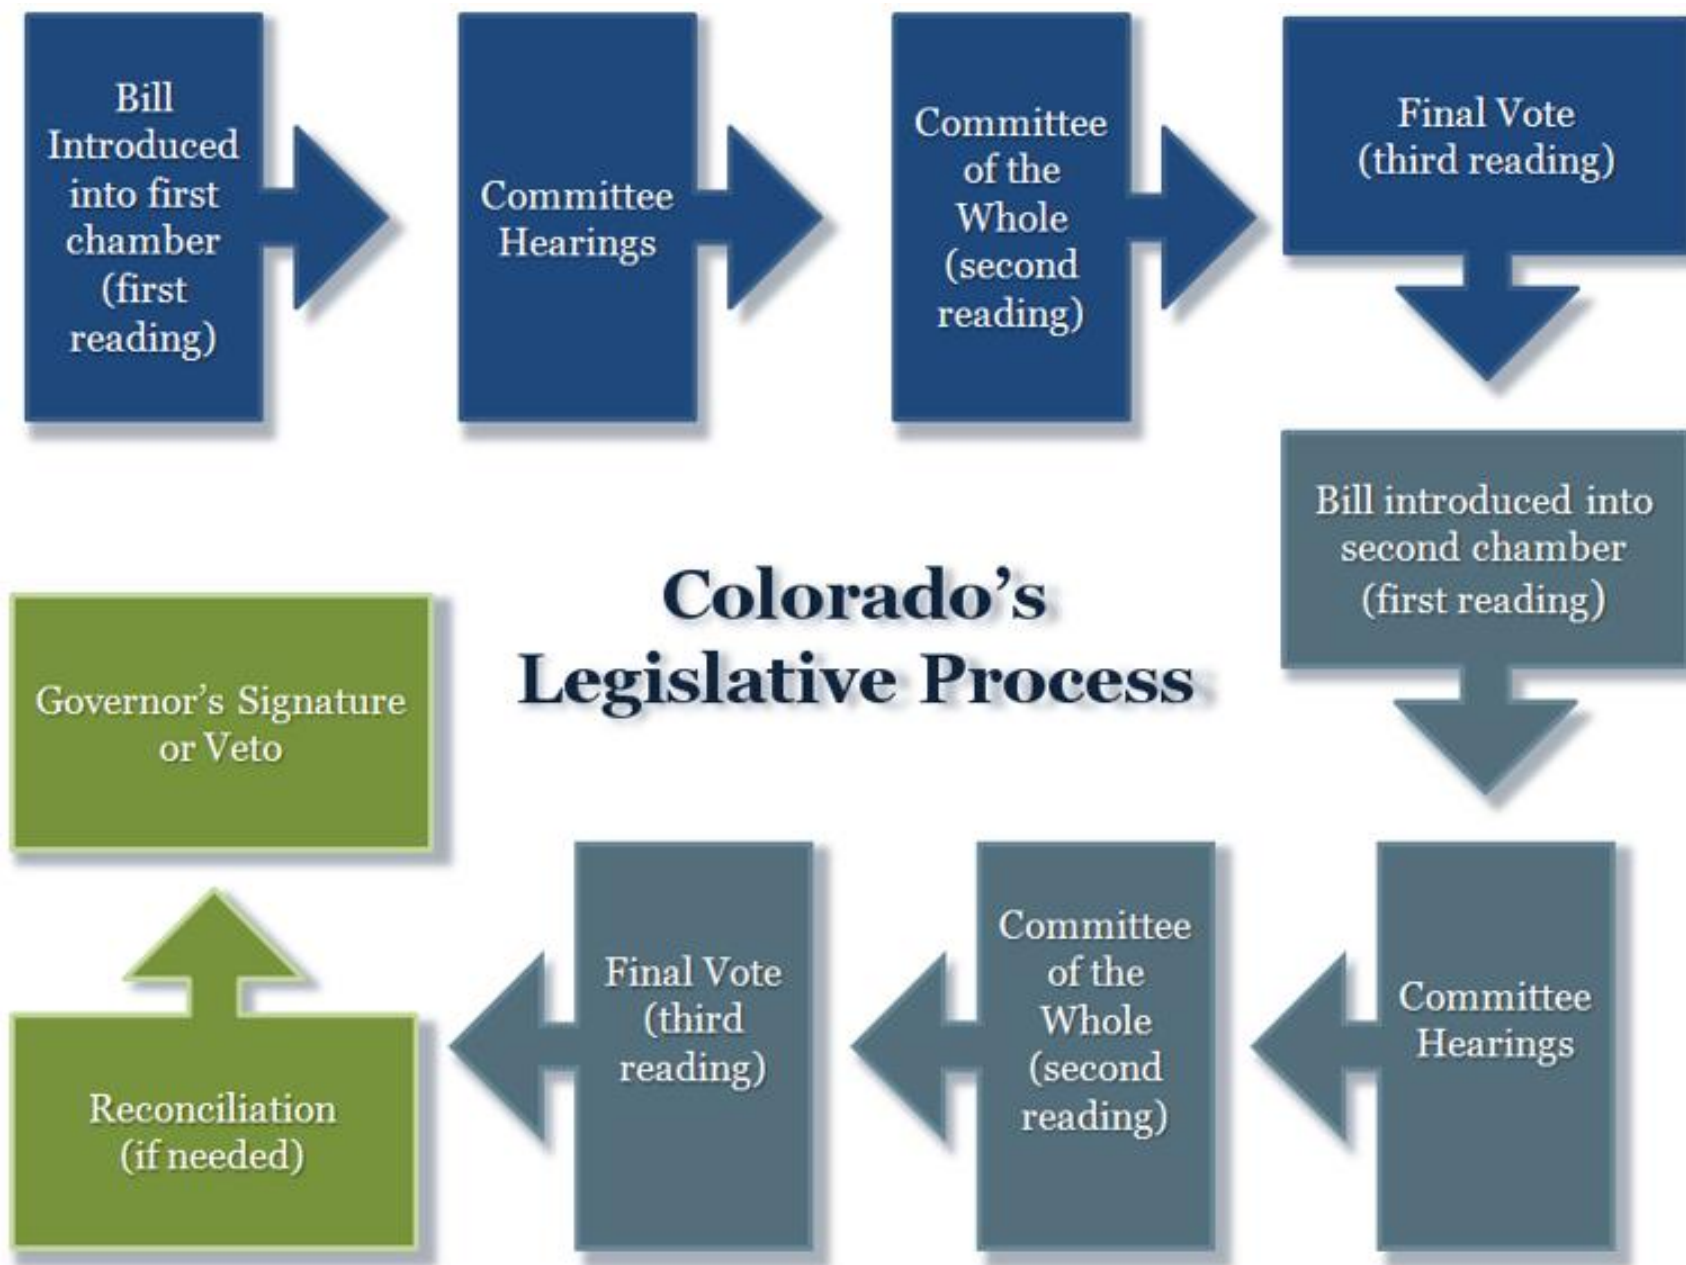 Bill
Introduced
into first
chamber
(first
reading)
Committee
Hearings
Committee
of the
Whole
(second
reading)
Final Vote
(third reading)
Bill introduced into
second chamber
(first reading)
Colorado’s
Legislative Process
Committee
Hearings
Committee
of the
Whole
(second
reading)
Final Vote
(third
reading)
Reconciliation
(if needed)
Governor’s Signature
or Veto